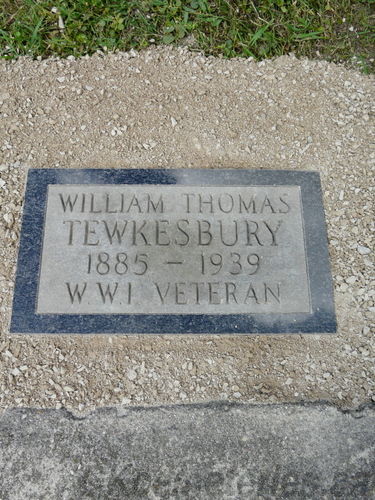 WILLIAM THOMAS
TEWKESBURY
1885 – 1939
W.W.I VETERAN